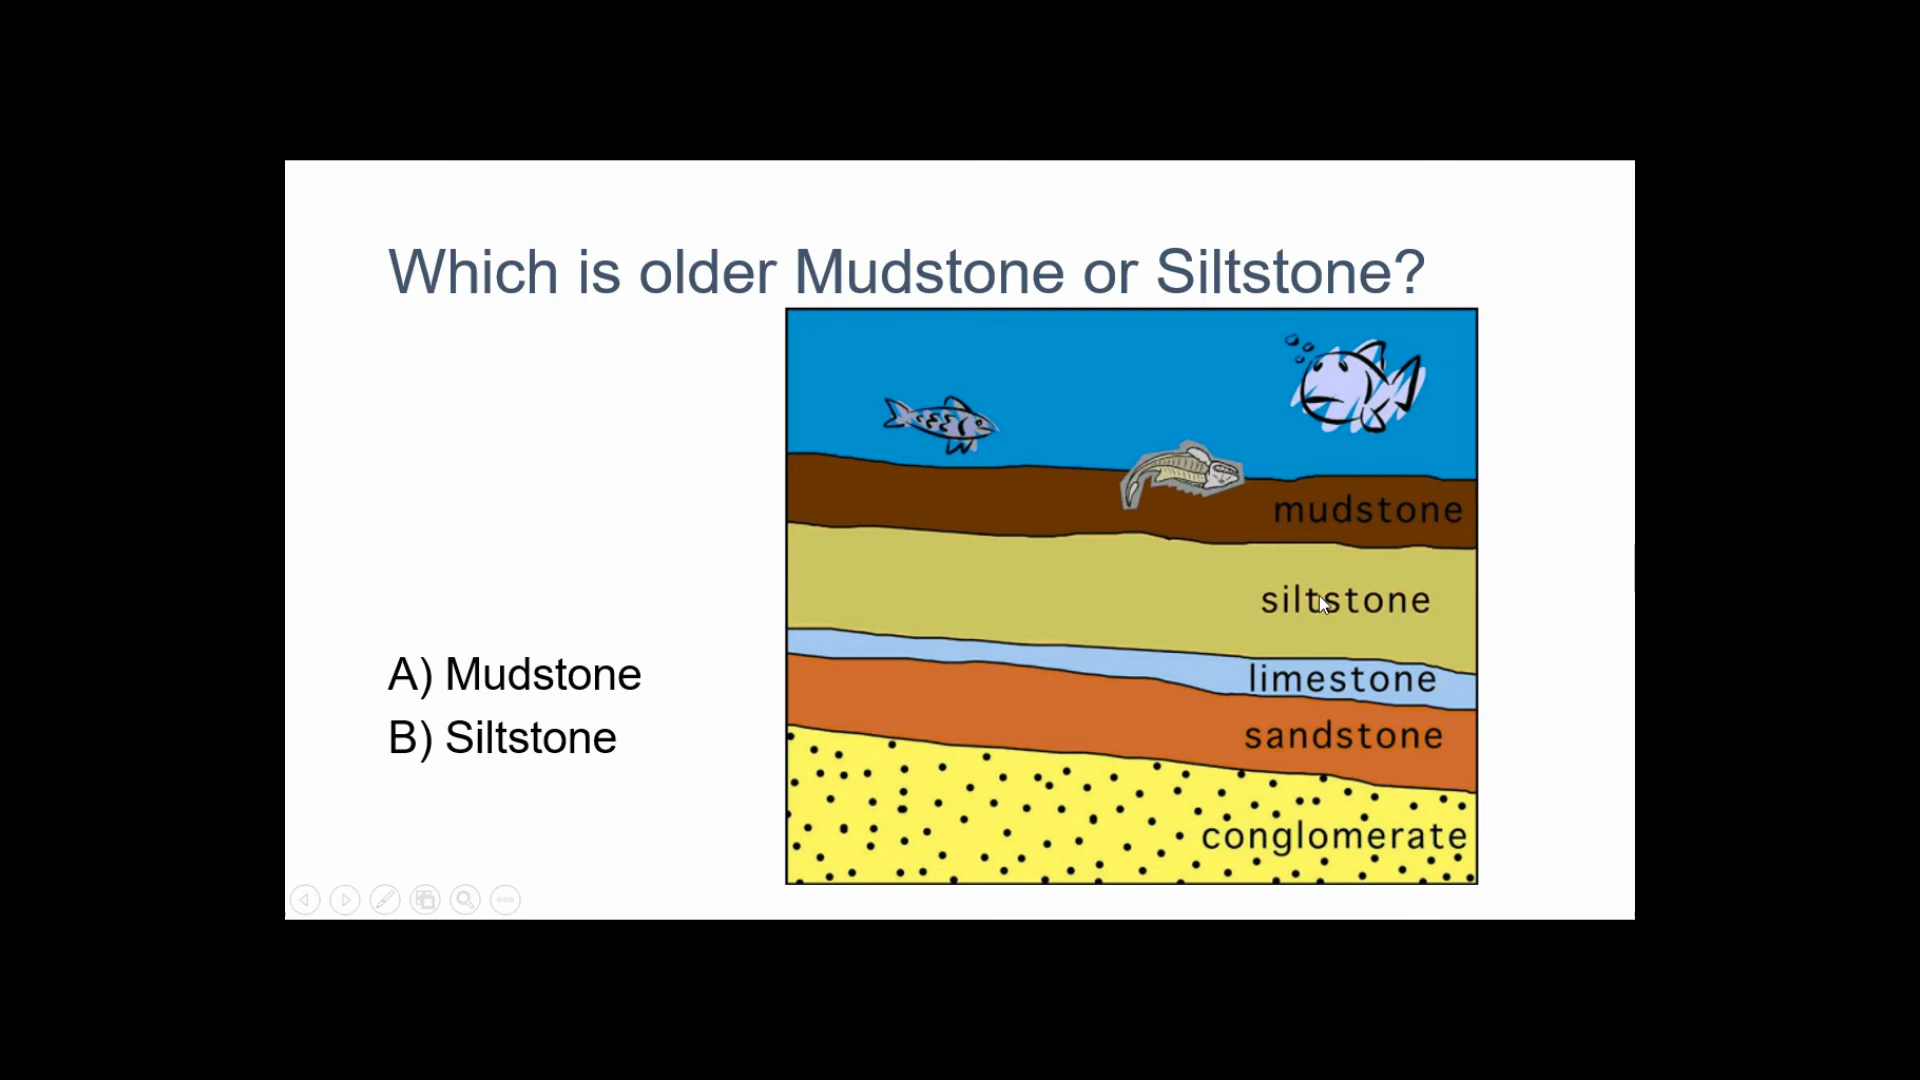 Which is older Mudstone or Siltstone?
mudstone
siltstone
limestone
sandstone
conglomerate
A) Mudstone
B) Siltstone